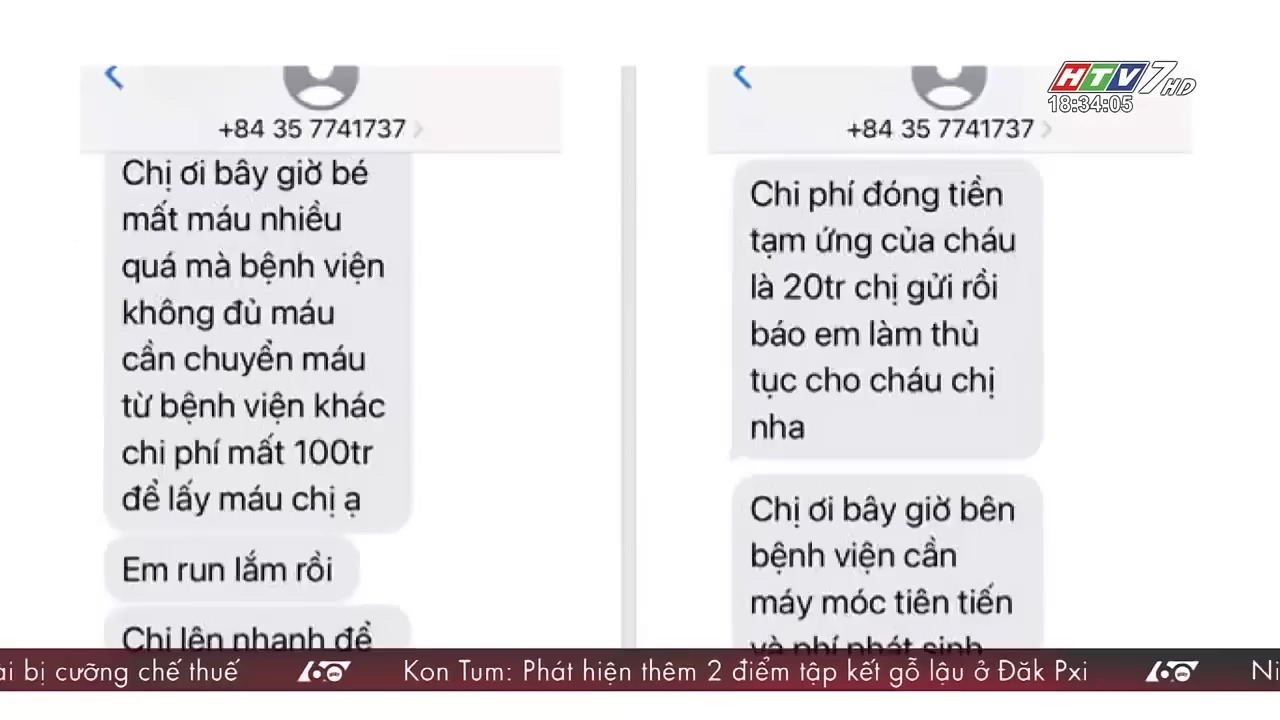 HTV7 HD
18:34:05
+84 35 7741737
Chị ơi bây giờ bé
mất máu nhiều
quá mà bệnh viện
không đủ máu
cần chuyển máu
từ bệnh viện khác
chi phí mất 100tr
để lấy máu chị ạ
Em run lắm rồi
Chị lên nhanh để
+84 35 7741737
Chi phí đóng tiền
tạm ứng của cháu
là 20tr chị gửi rồi
báo em làm thủ
tục cho cháu chị
nha
Chị ơi bây giờ bên
bệnh viện cần
máy móc tiên tiến
và phí phát sinh
ài bị cưỡng chế thuế 60 giây Kon Tum: Phát hiện thêm 2 điểm tập kết gỗ lậu ở Đăk Pxi 60 giây Ni